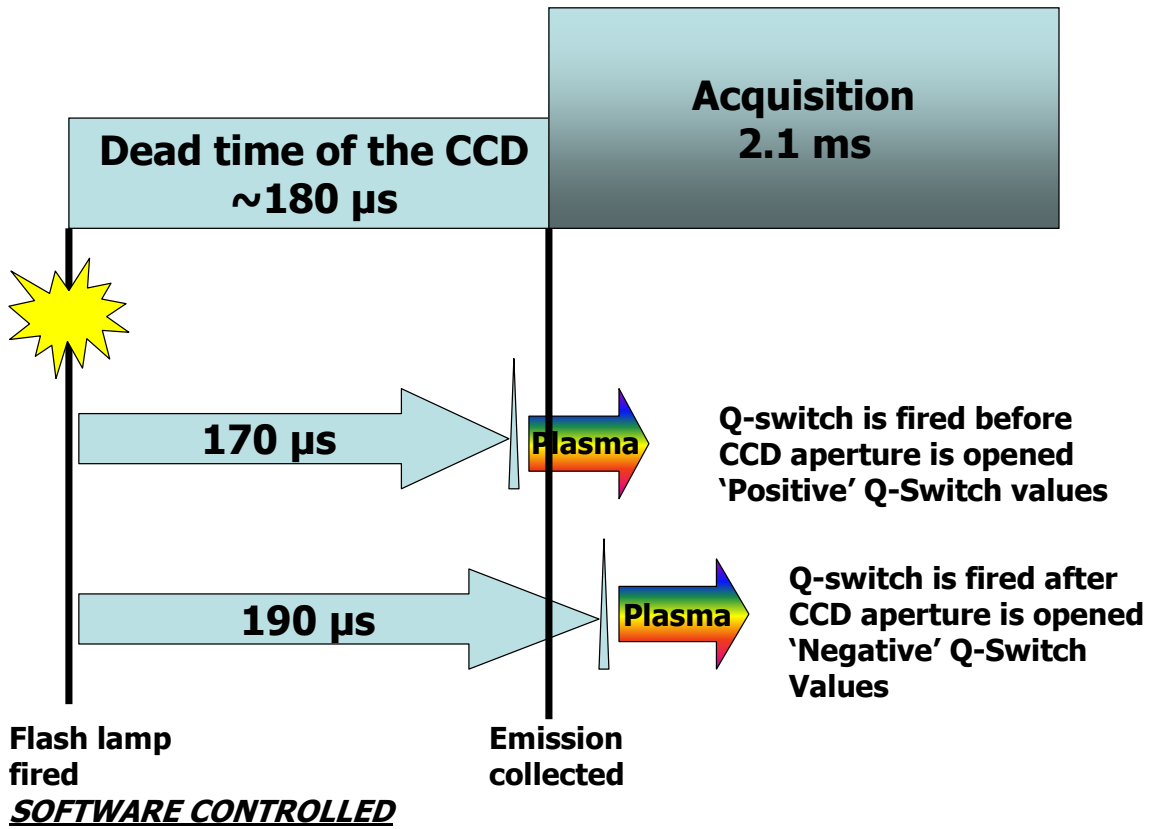 Dead time of the CCD
~180 µs
Acquisition
2.1 ms
170 µs
Plasma
Q-switch is fired before
CCD aperture is opened
‘Positive’ Q-Switch values
190 µs
Plasma
Q-switch is fired after
CCD aperture is opened
‘Negative’ Q-Switch
Values
Flash lamp
fired
SOFTWARE CONTROLLED
Emission
collected